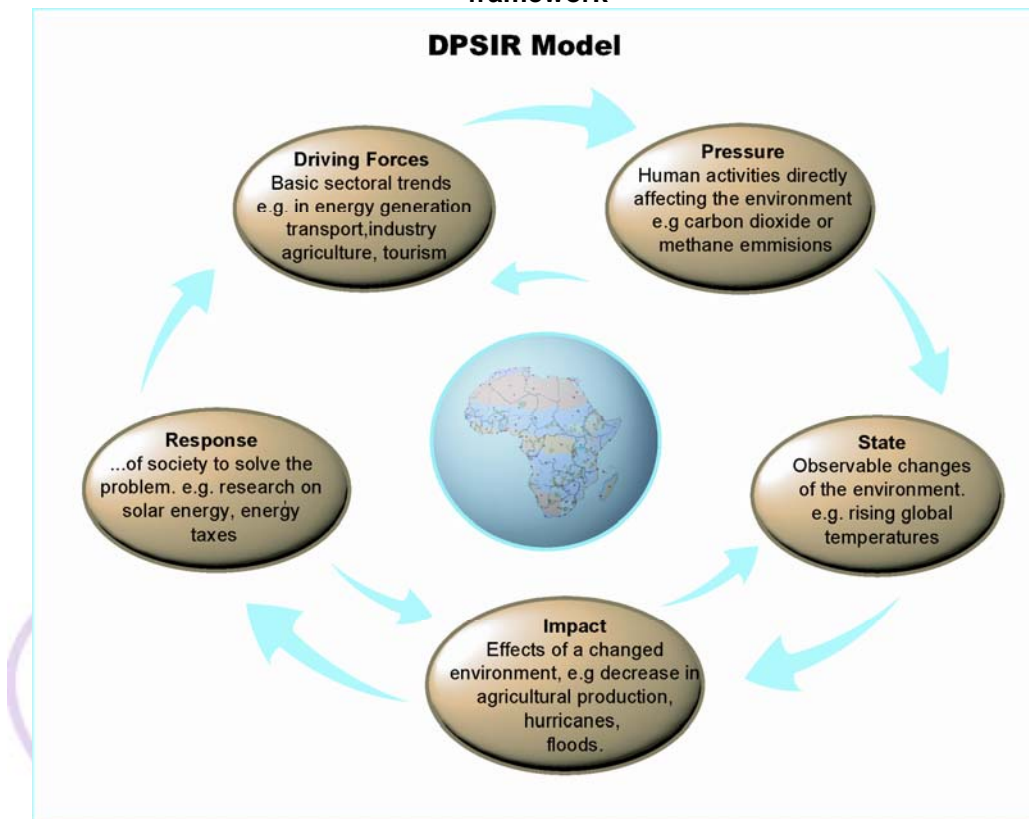 framework
DPSIR Model
Driving Forces
Basic sectoral trends
e.g. in energy generation
transport,industry
agriculture, tourism
Pressure
Human activities directly
affecting the environment
e.g carbon dioxide or
methane emmisions
Response
...of society to solve the
problem. e.g. research on
solar energy, energy
taxes
State
Observable changes
of the environment.
e.g. rising global
temperatures
Impact
Effects of a changed
environment, e.g decrease in
agricultural production,
hurricanes,
floods.